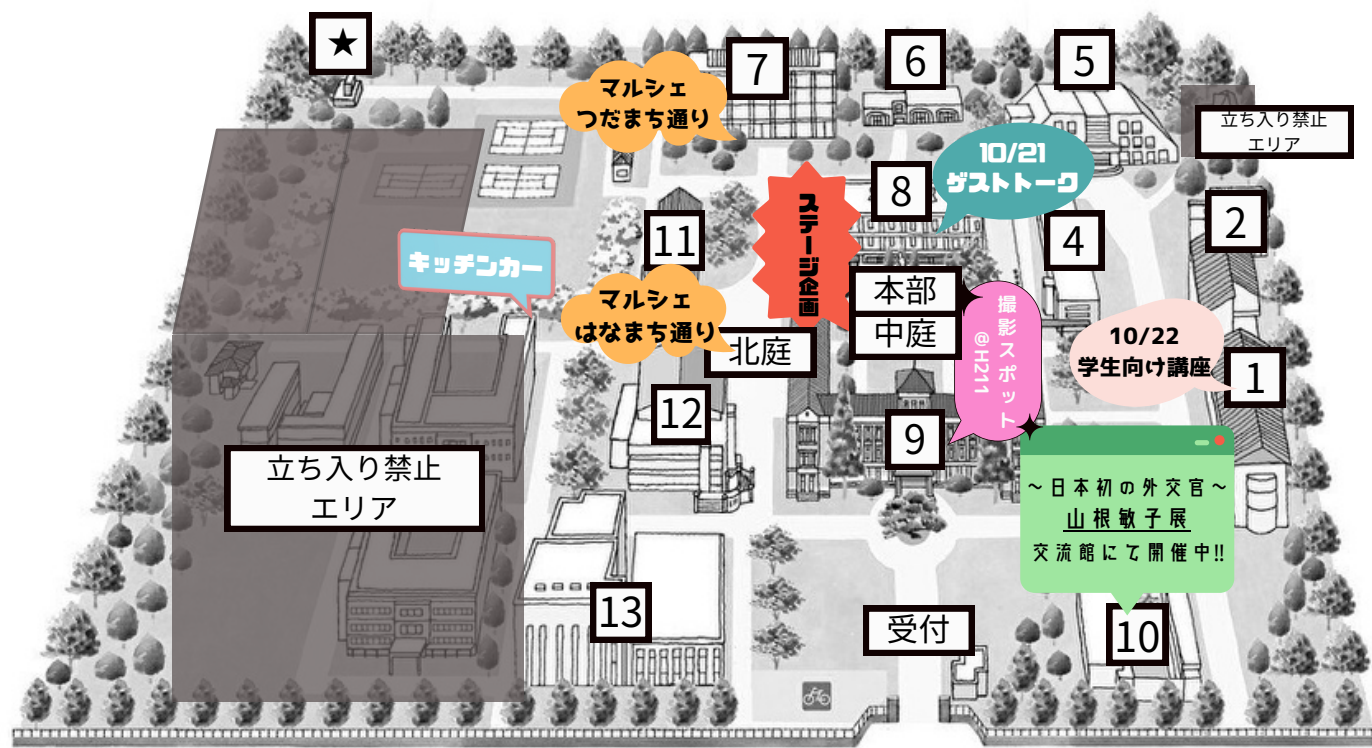 ★
7
6
5
マルシェ
つだまち通り
立ち入り禁止
エリア
10/21
ゲストトーク
8
ステージ企画
2
11
4
キッチンカー
本部
中庭
マルシェ
はなまち通り
北庭
撮影スポット
@H211
10/22
学生向け講座
1
12
9
立ち入り禁止
エリア
～日本初の外交官～
山根敏子展
交流館にて開催中!!
13
受付
10